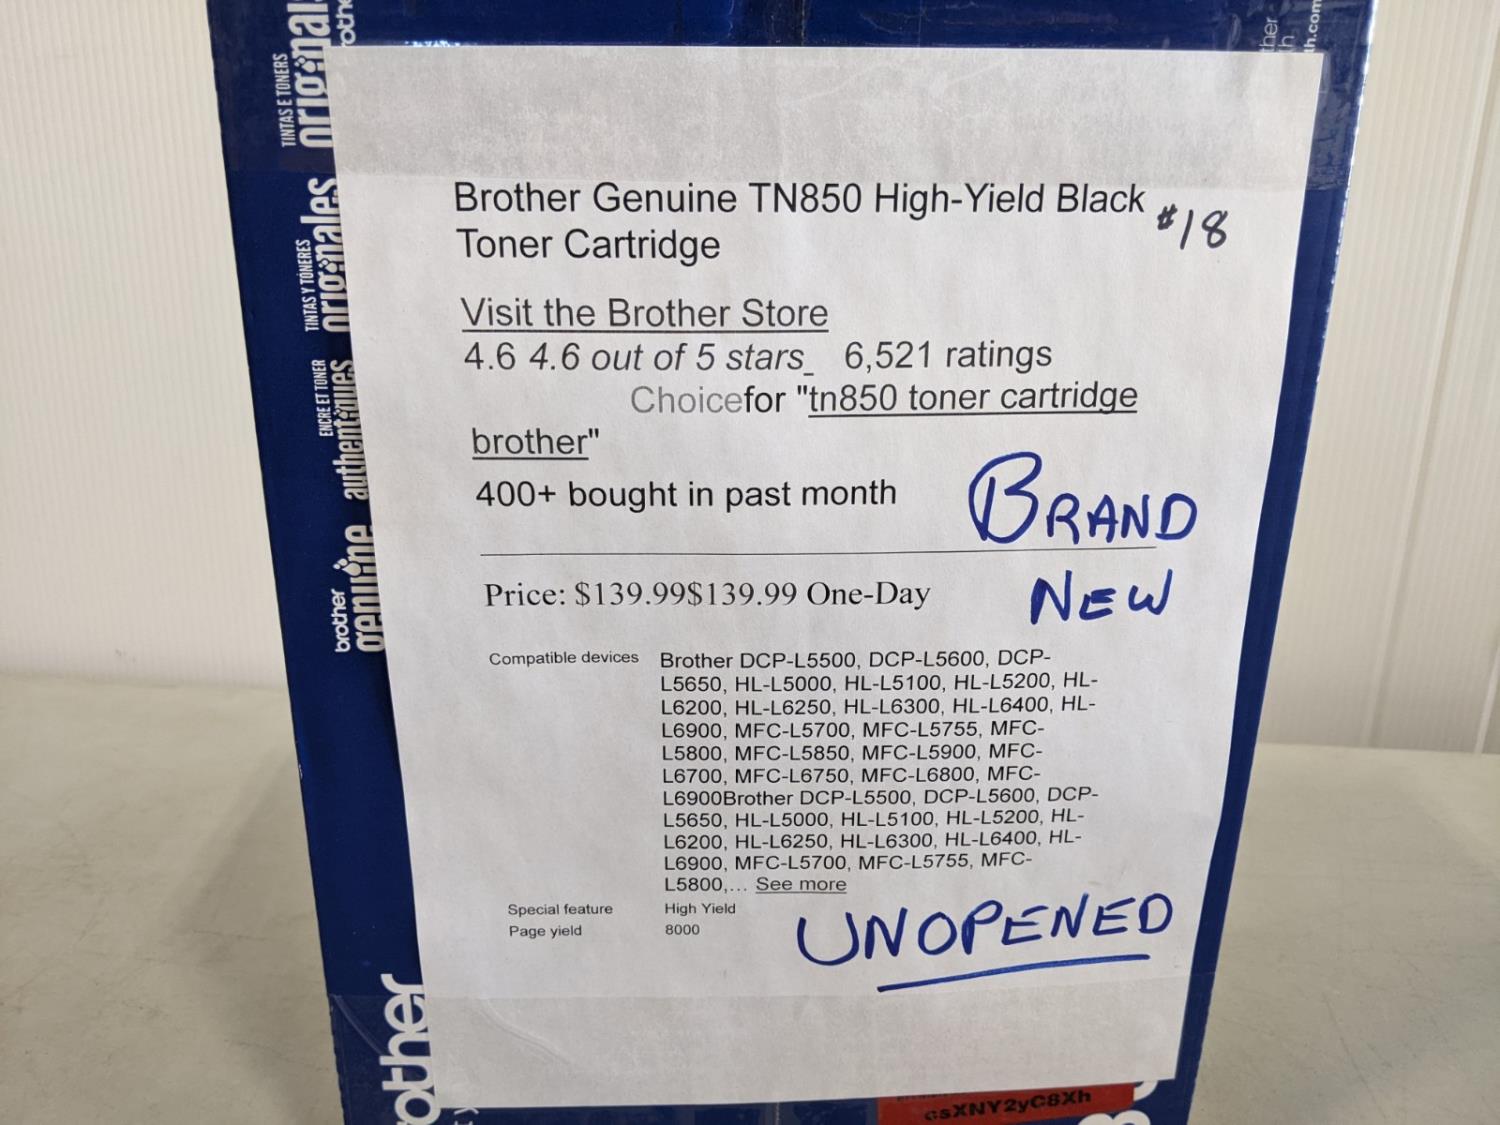 TINTAS E TONERS
original
TINTAS Y TÓNERES
originales
ENCRE ET TONER
authentiques
brother
genuine
brother
Brother Genuine TN850 High-Yield Black
Toner Cartridge
#18
Visit the Brother Store
4.6 4.6 out of 5 stars_ 6,521 ratings
Choicefor "tn850 toner cartridge
brother"
400+ bought in past month
BRAND
NEW
Price: $139.99$139.99 One-Day
Compatible devices Brother DCP-L5500, DCP-L5600, DCP-
L5650, HL-L5000, HL-L5100, HL-L5200, HL-
L6200, HL-L6250, HL-L6300, HL-L6400, HL-
L6900, MFC-L5700, MFC-L5755, MFC-
L5800, MFC-L5850, MFC-L5900, MFC-
L6700, MFC-L6750, MFC-L6800, MFC-
L6900Brother DCP-L5500, DCP-L5600, DCP-
L5650, HL-L5000, HL-L5100, HL-L5200, HL-
L6200, HL-L6250, HL-L6300, HL-L6400, HL-
L6900, MFC-L5700, MFC-L5755, MFC-
L5800,... See more
Special feature High Yield
Page yield 8000
UNOPENED
csXNY2yC8Xh